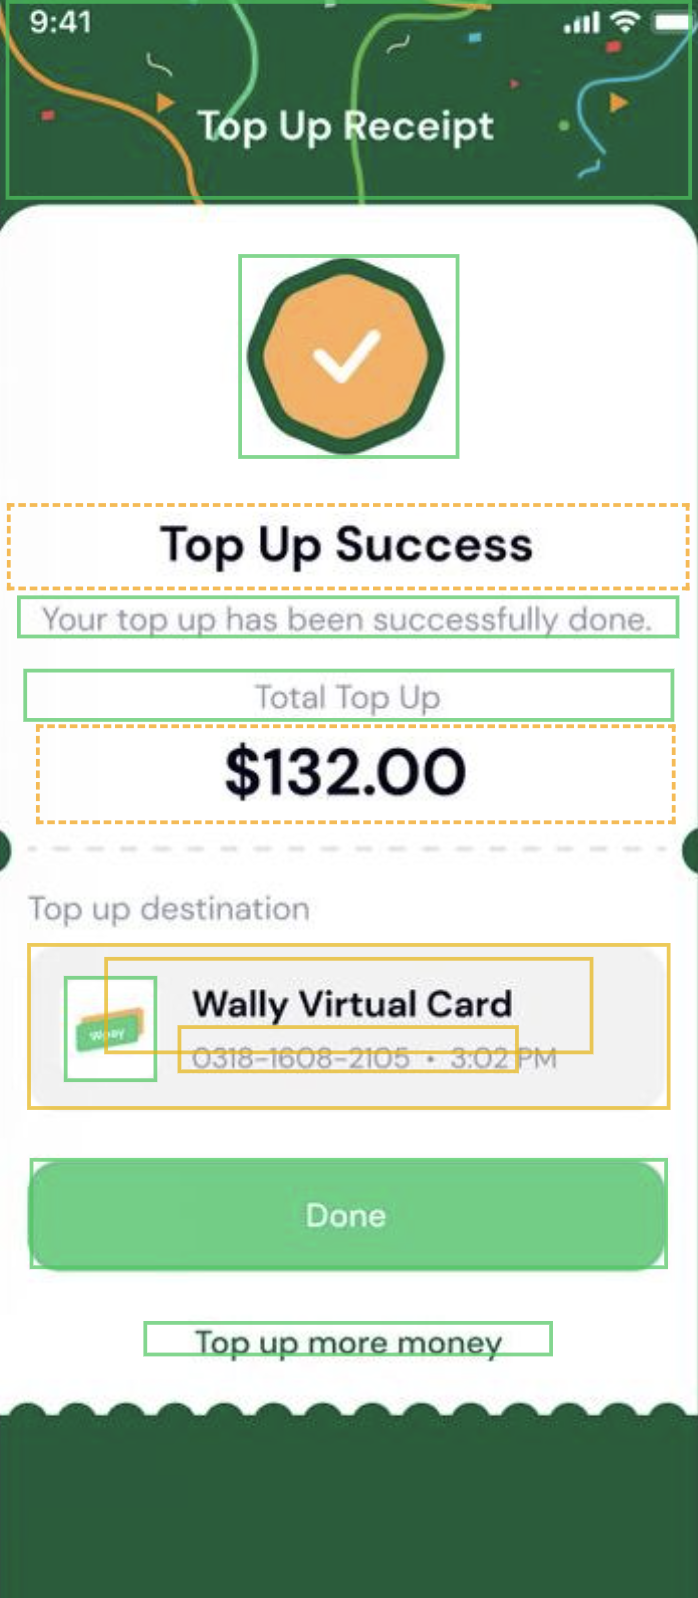 9:41
Top Up Receipt
Top Up Success
Your top up has been successfully done.
Total Top Up
$132.00
Top up destination
Wally Virtual Card
0318-1608-2105 • 3:02 PM
Done
Top up more money